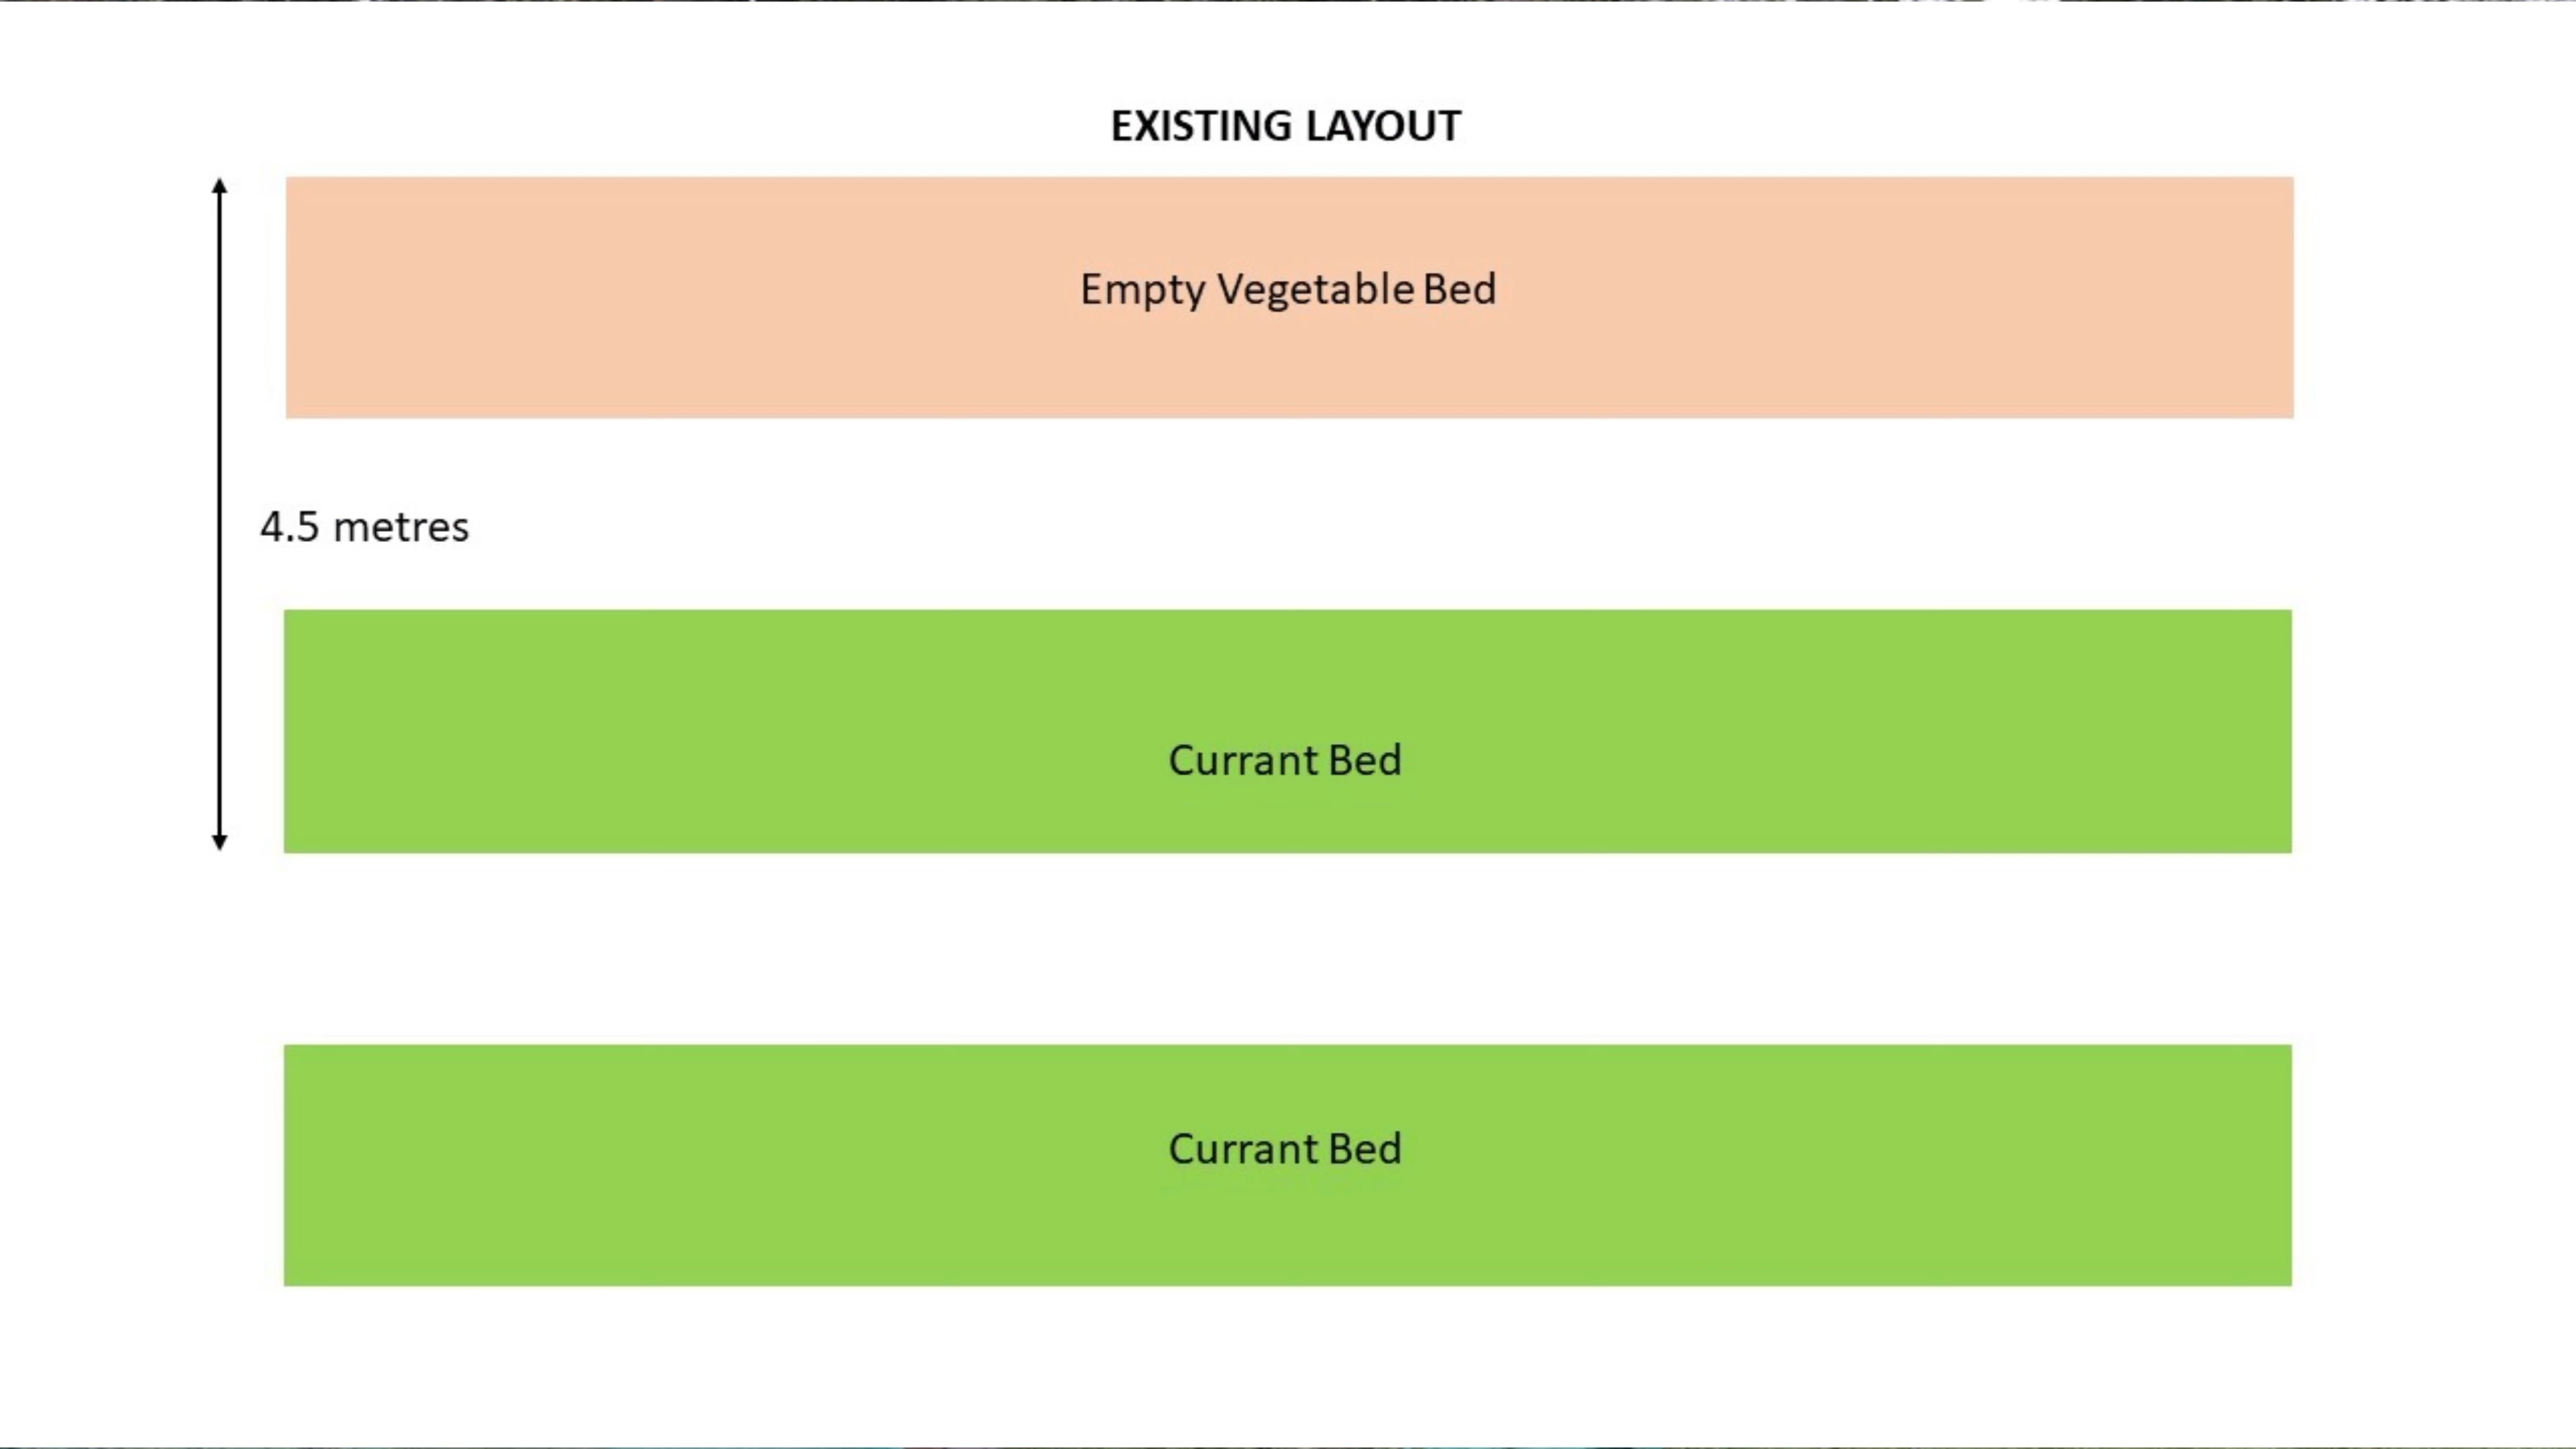 EXISTING LAYOUT
Empty Vegetable Bed
4.5 metres
Currant Bed
Currant Bed